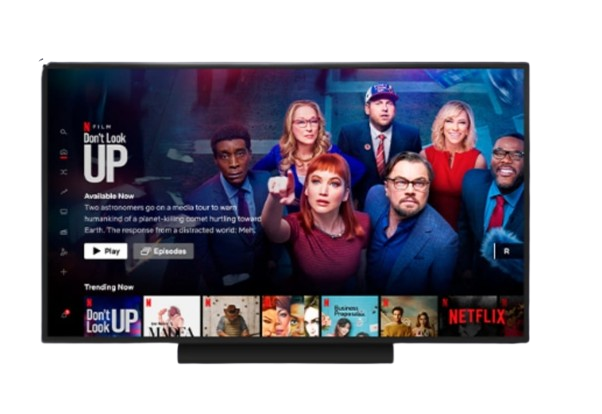 N FILM
Don't Look
UP
Available Now
Two astronomers go on a media tour to warn
humankind of a planet-killing comet hurtling toward
Earth. The response from a distracted world: Meh.
Play
Episodes
R
Trending Now
Don't
Look UP
Business
NETFLIX